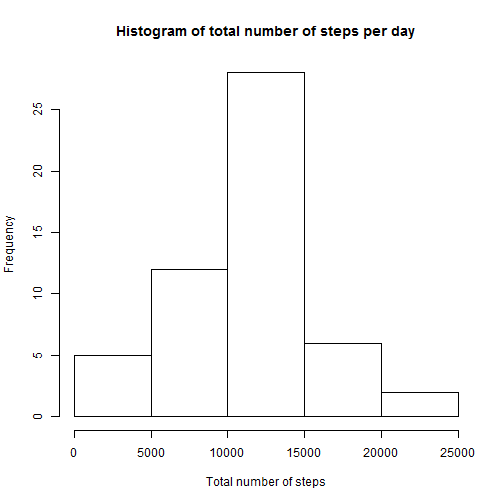 Histogram of total number of steps per day
Frequency
25
20
15
10
5
0
0 5000 10000 15000 20000 25000
Total number of steps